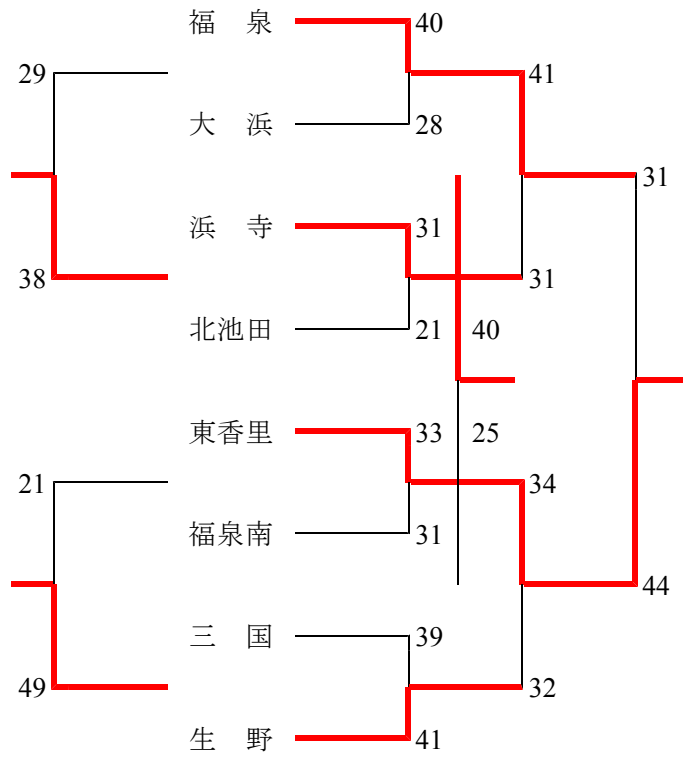 福 泉 40
29 41
大 浜 28
31
浜 寺 31
38 31
北池田 21 40
東香里 33 25
21 34
福泉南 31
44
三 国 39
49 32
生 野 41